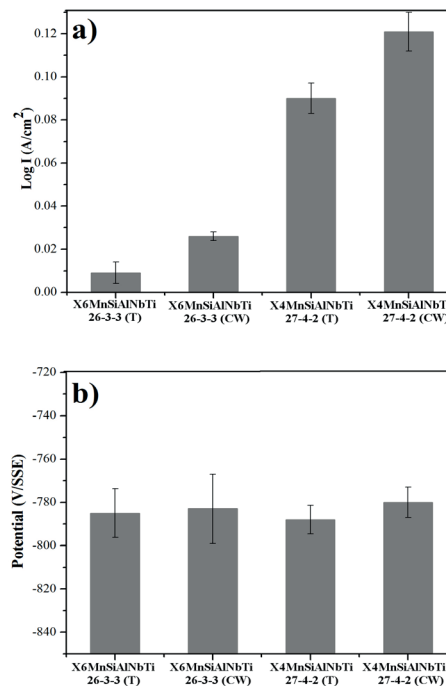 a)
0.12
0.10
0.08
0.06
0.04
0.02
0.00
Log I (A/cm²)
X6MnSiAlNbTi X6MnSiAlNbTi X4MnSiAlNbTi X4MnSiAlNbTi
26-3-3 (T) 26-3-3 (CW) 27-4-2 (T) 27-4-2 (CW)
b)
-720
-740
-760
-780
-800
-820
-840
Potential (V/SSE)
X6MnSiAlNbTi X6MnSiAlNbTi X4MnSiAlNbTi X4MnSiAlNbTi
26-3-3 (T) 26-3-3 (CW) 27-4-2 (T) 27-4-2 (CW)